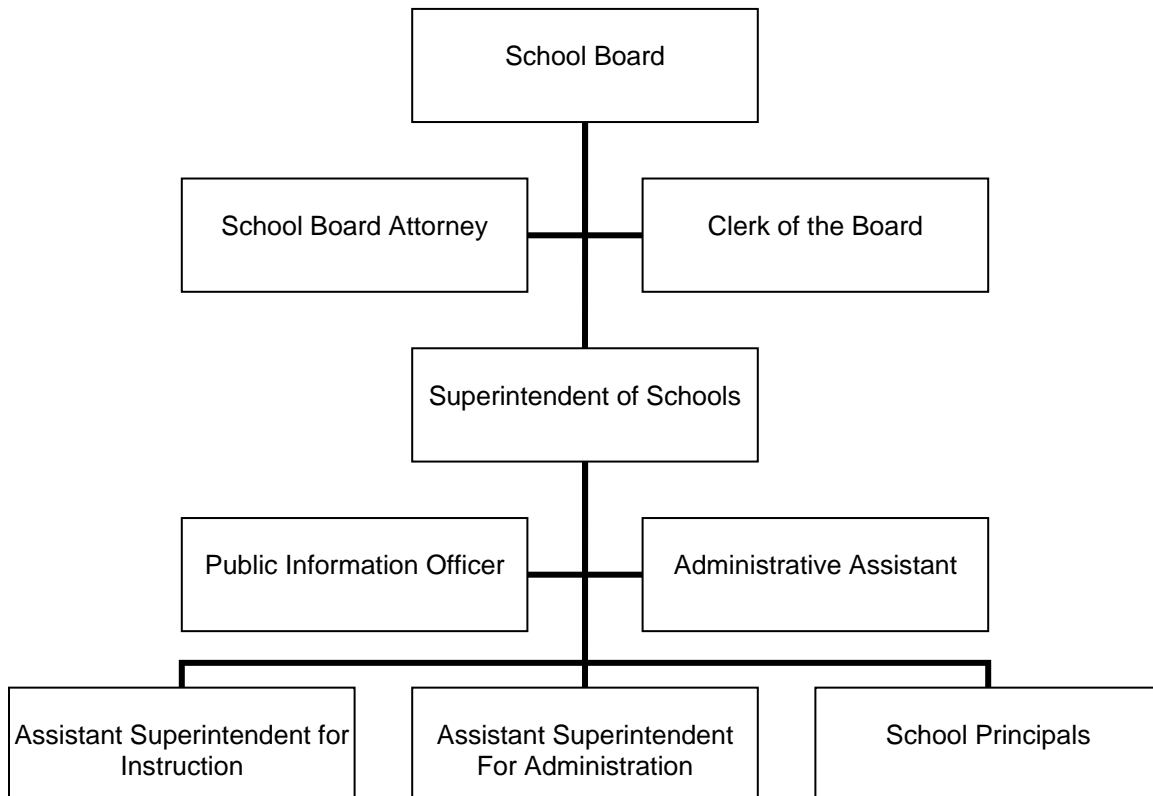 School Board
School Board Attorney
Clerk of the Board
Superintendent of Schools
Public Information Officer
Administrative Assistant
Assistant Superintendent for
Instruction
Assistant Superintendent
For Administration
School Principals